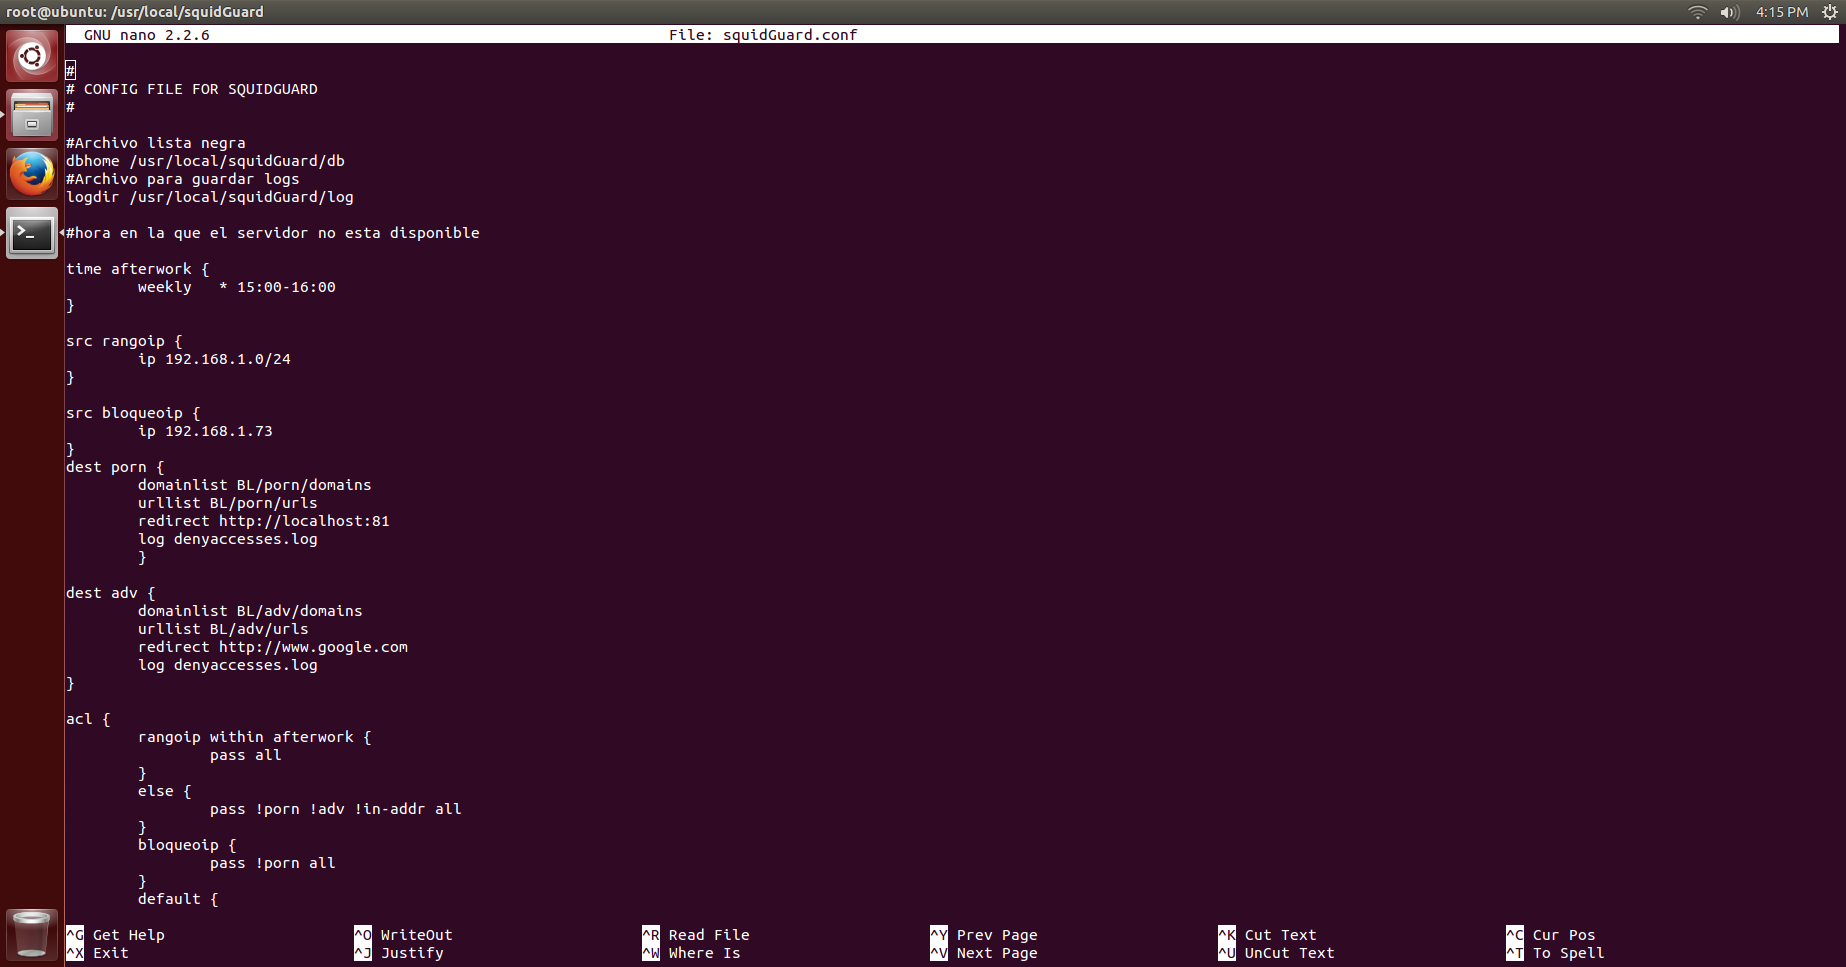 root@ubuntu: /usr/local/squidGuard
4:15 PM
GNU nano 2.2.6 File: squidGuard.conf
#
# CONFIG FILE FOR SQUIDGUARD
#
#Archivo lista negra
dbhome /usr/local/squidGuard/db
#Archivo para guardar logs
logdir /usr/local/squidGuard/log
#hora en la que el servidor no esta disponible
time afterwork {
weekly * 15:00-16:00
}
src rangoip {
ip 192.168.1.0/24
}
src bloqueoip {
ip 192.168.1.73
}
dest porn {
domainlist BL/porn/domains
urllist BL/porn/urls
redirect http://localhost:81
log denyaccesses.log
}
dest adv {
domainlist BL/adv/domains
urllist BL/adv/urls
redirect http://www.google.com
log denyaccesses.log
}
acl {
rangoip within afterwork {
pass all
}
else {
pass !porn !adv !in-addr all
}
bloqueoip {
pass !porn all
}
default {
^G Get Help ^O WriteOut ^R Read File ^Y Prev Page ^K Cut Text ^C Cur Pos
^X Exit ^J Justify ^W Where Is ^V Next Page ^U UnCut Text ^T To Spell